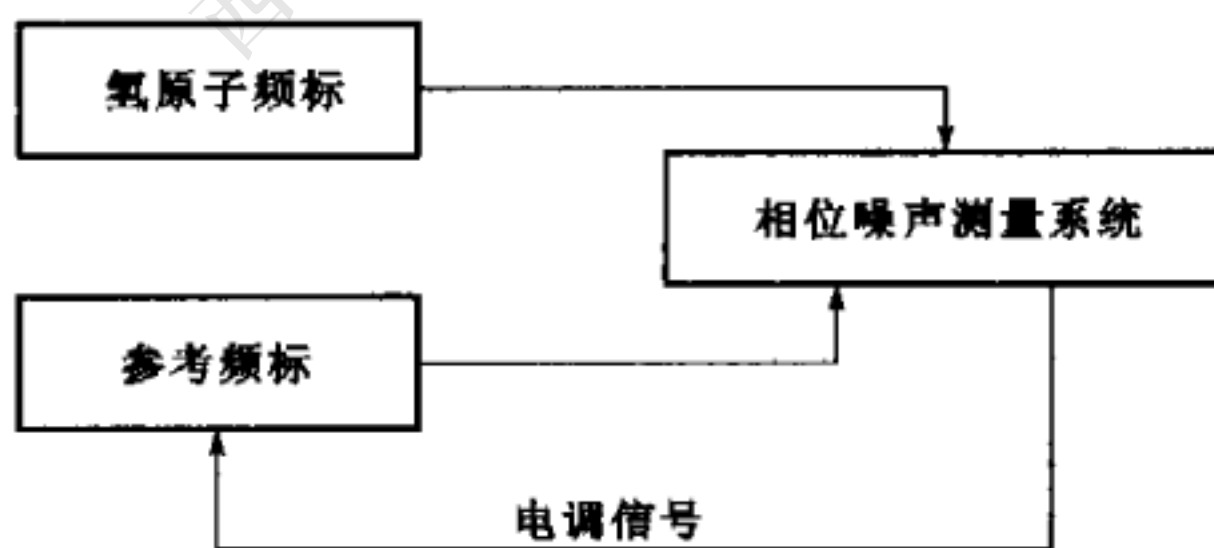 西
氢原子频标
相位噪声测量系统
参考频标
电调信号